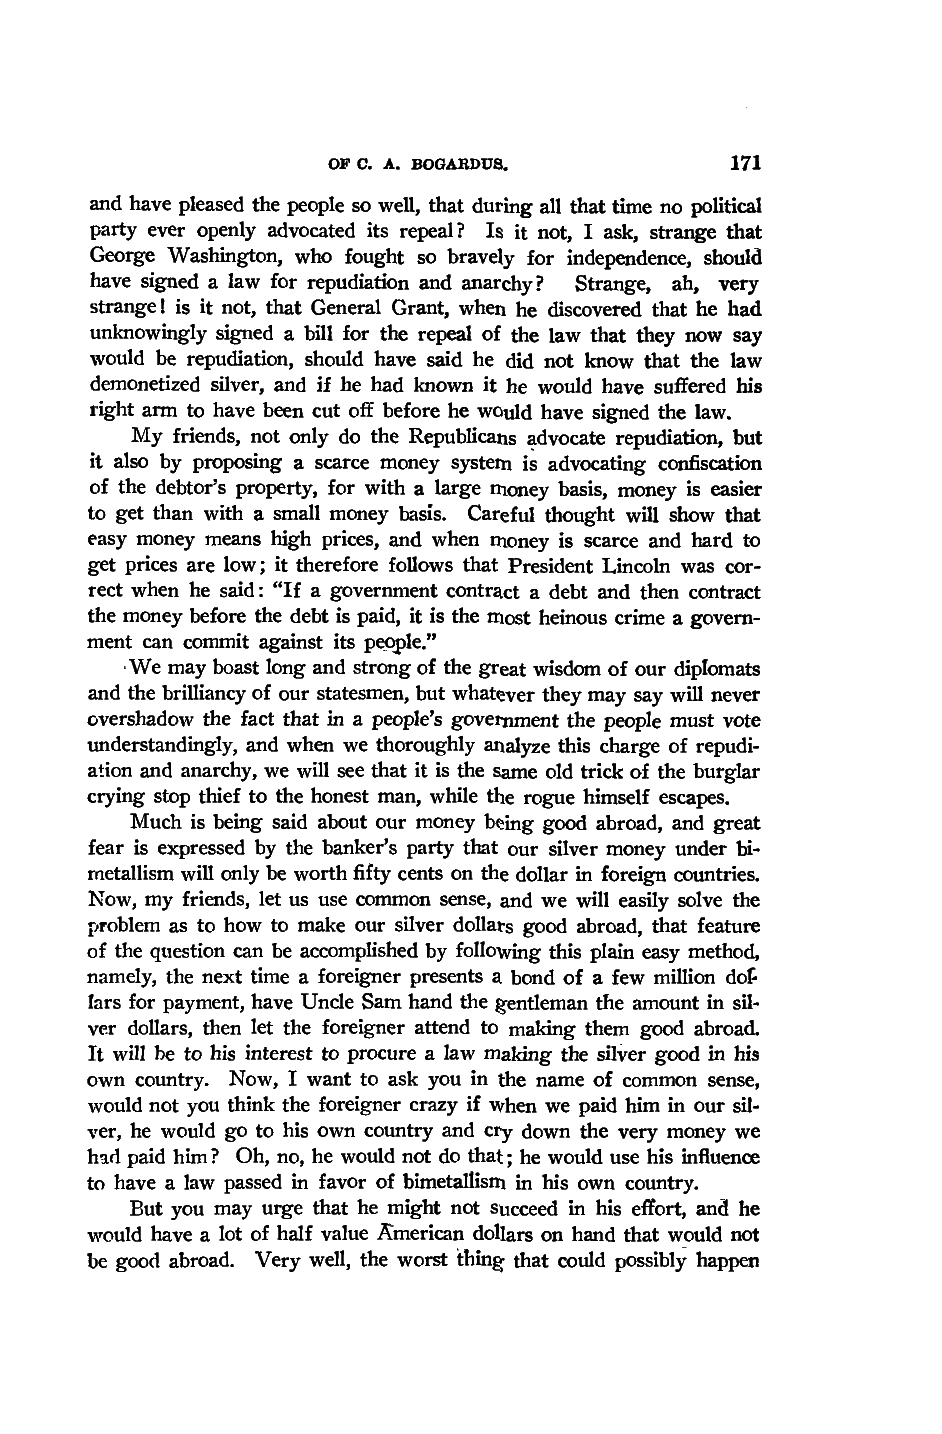 OF C. A. BOGARDUS. 171
and have pleased the people so well, that during all that time no political
party ever openly advocated its repeal? Is it not, I ask, strange that
George Washington, who fought so bravely for independence, should
have signed a law for repudiation and anarchy? Strange, ah, very
strange! is it not, that General Grant, when he discovered that he had
unknowingly signed a bill for the repeal of the law that they now say
would be repudiation, should have said he did not know that the law
demonetized silver, and if he had known it he would have suffered his
right arm to have been cut off before he would have signed the law.
My friends, not only do the Republicans advocate repudiation, but
it also by proposing a scarce money system is advocating confiscation
of the debtor's property, for with a large money basis, money is easier
to get than with a small money basis. Careful thought will show that
easy money means high prices, and when money is scarce and hard to
get prices are low; it therefore follows that President Lincoln was cor-
rect when he said: "If a government contract a debt and then contract
the money before the debt is paid, it is the most heinous crime a govern-
ment can commit against its people."
We may boast long and strong of the great wisdom of our diplomats
and the brilliancy of our statesmen, but whatever they may say will never
overshadow the fact that in a people's government the people must vote
understandingly, and when we thoroughly analyze this charge of repudi-
ation and anarchy, we will see that it is the same old trick of the burglar
crying stop thief to the honest man, while the rogue himself escapes.
Much is being said about our money being good abroad, and great
fear is expressed by the banker's party that our silver money under bi-
metallism will only be worth fifty cents on the dollar in foreign countries.
Now, my friends, let us use common sense, and we will easily solve the
problem as to how to make our silver dollars good abroad, that feature
of the question can be accomplished by following this plain easy method,
namely, the next time a foreigner presents a bond of a few million dol-
lars for payment, have Uncle Sam hand the gentleman the amount in sil-
ver dollars, then let the foreigner attend to making them good abroad.
It will be to his interest to procure a law making the silver good in his
own country. Now, I want to ask you in the name of common sense,
would not you think the foreigner crazy if when we paid him in our sil-
ver, he would go to his own country and cry down the very money we
had paid him? Oh, no, he would not do that; he would use his influence
to have a law passed in favor of bimetallism in his own country.
But you may urge that he might not succeed in his effort, and he
would have a lot of half value American dollars on hand that would not
be good abroad. Very well, the worst thing that could possibly happen